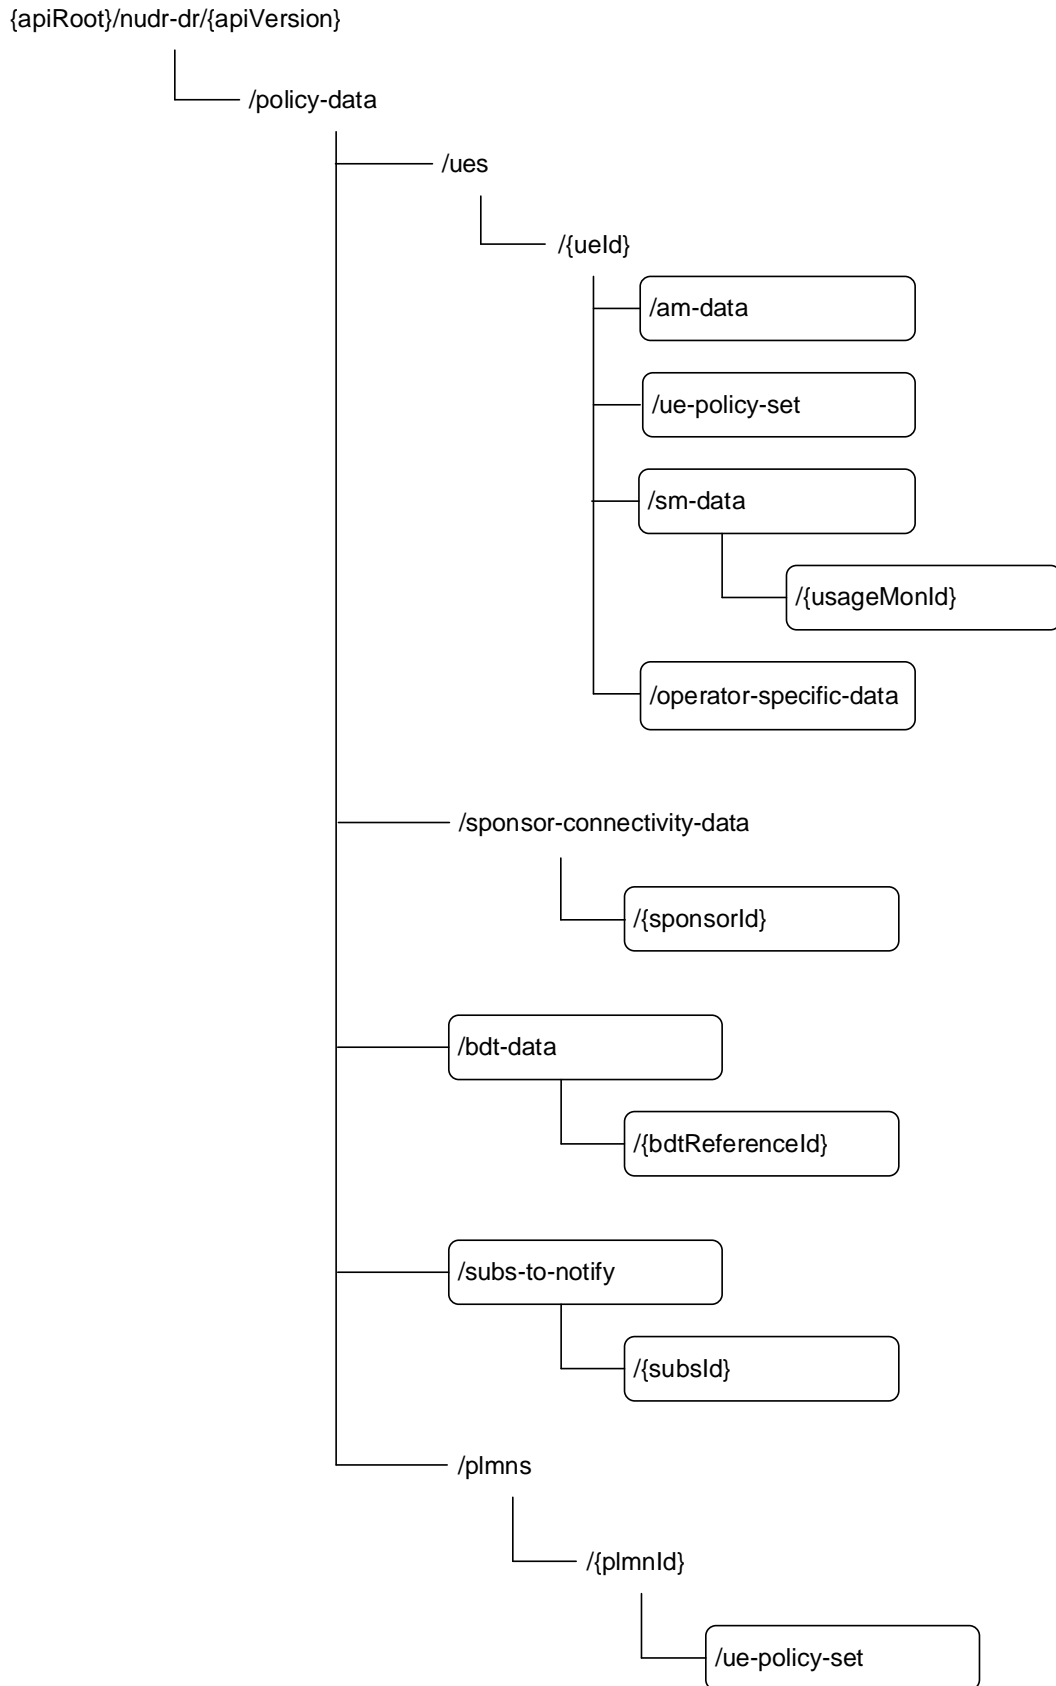 {apiRoot}/nudr-dr/{apiVersion}
/policy-data
/ues
/{ueId}
/am-data
/ue-policy-set
/sm-data
/{usageMonId}
/operator-specific-data
/sponsor-connectivity-data
/{sponsorId}
/bdt-data
/{bdtReferenceId}
/subs-to-notify
/{subsId}
/plmns
/{plmnId}
/ue-policy-set